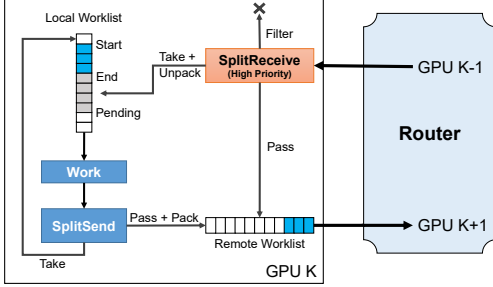 Local Worklist
Start
End
Pending
Take +
Unpack
Filter
SplitReceive
(High Priority)
GPU K-1
Router
Pass
Work
SplitSend
Pass + Pack
GPU K+1
Take
Remote Worklist
GPU K